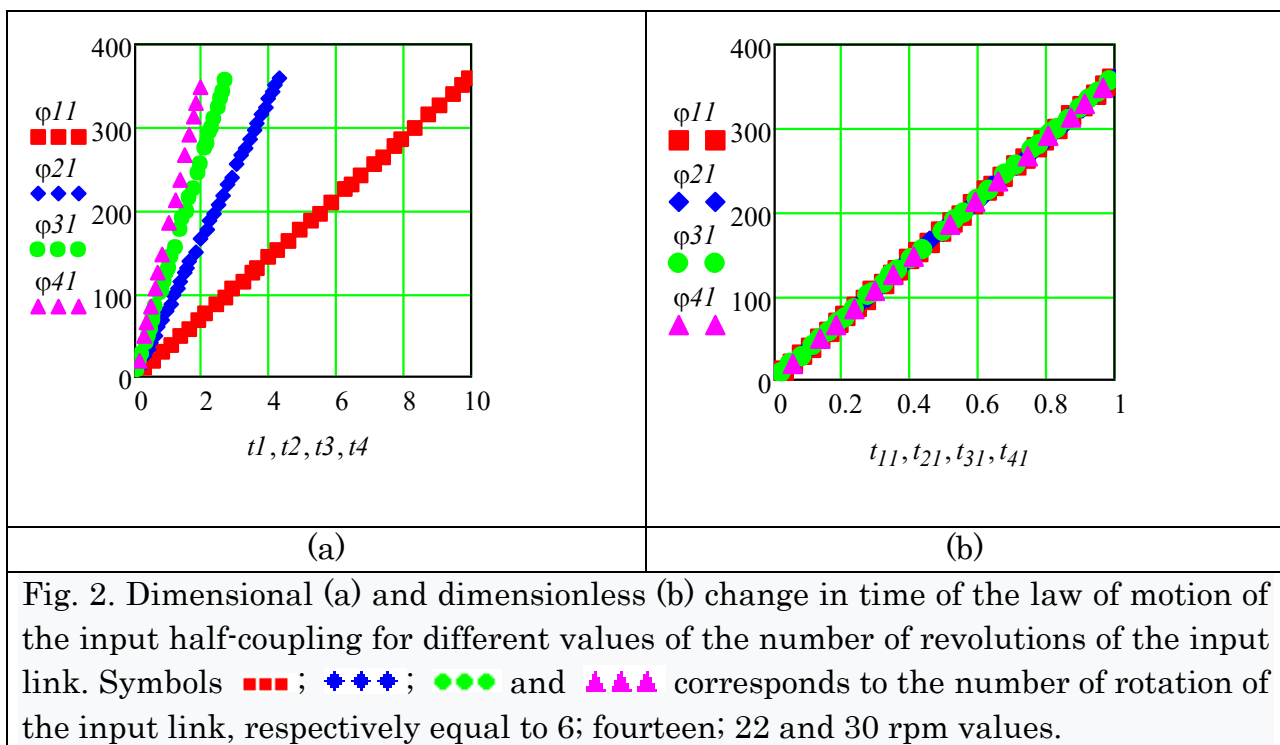 400
300
200
100
0
φ11
φ21
φ31
φ41
0 2 4 6 8 10
t1, t2, t3, t4
400
300
200
100
0
φ11
φ21
φ31
φ41
0 0.2 0.4 0.6 0.8 1
t11, t21, t31, t41
(a) (b)
Fig. 2. Dimensional (a) and dimensionless (b) change in time of the law of motion of
the input half-coupling for different values of the number of revolutions of the input
link. Symbols ; ; and corresponds to the number of rotation of
the input link, respectively equal to 6; fourteen; 22 and 30 rpm values.